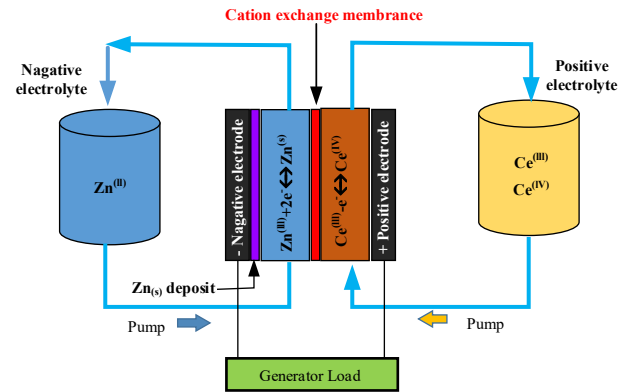 Cation exchange membrance
Nagative
electrolyte
Positive
electrolyte
Zn(II)
- Nagative electrode
Zn(II)+2e-↔Zn(s)
Ce(III)-e-↔Ce(IV)
+ Positive electrode
Ce(III)
Ce(IV)
Zn(s) deposit
Pump
Pump
Generator Load